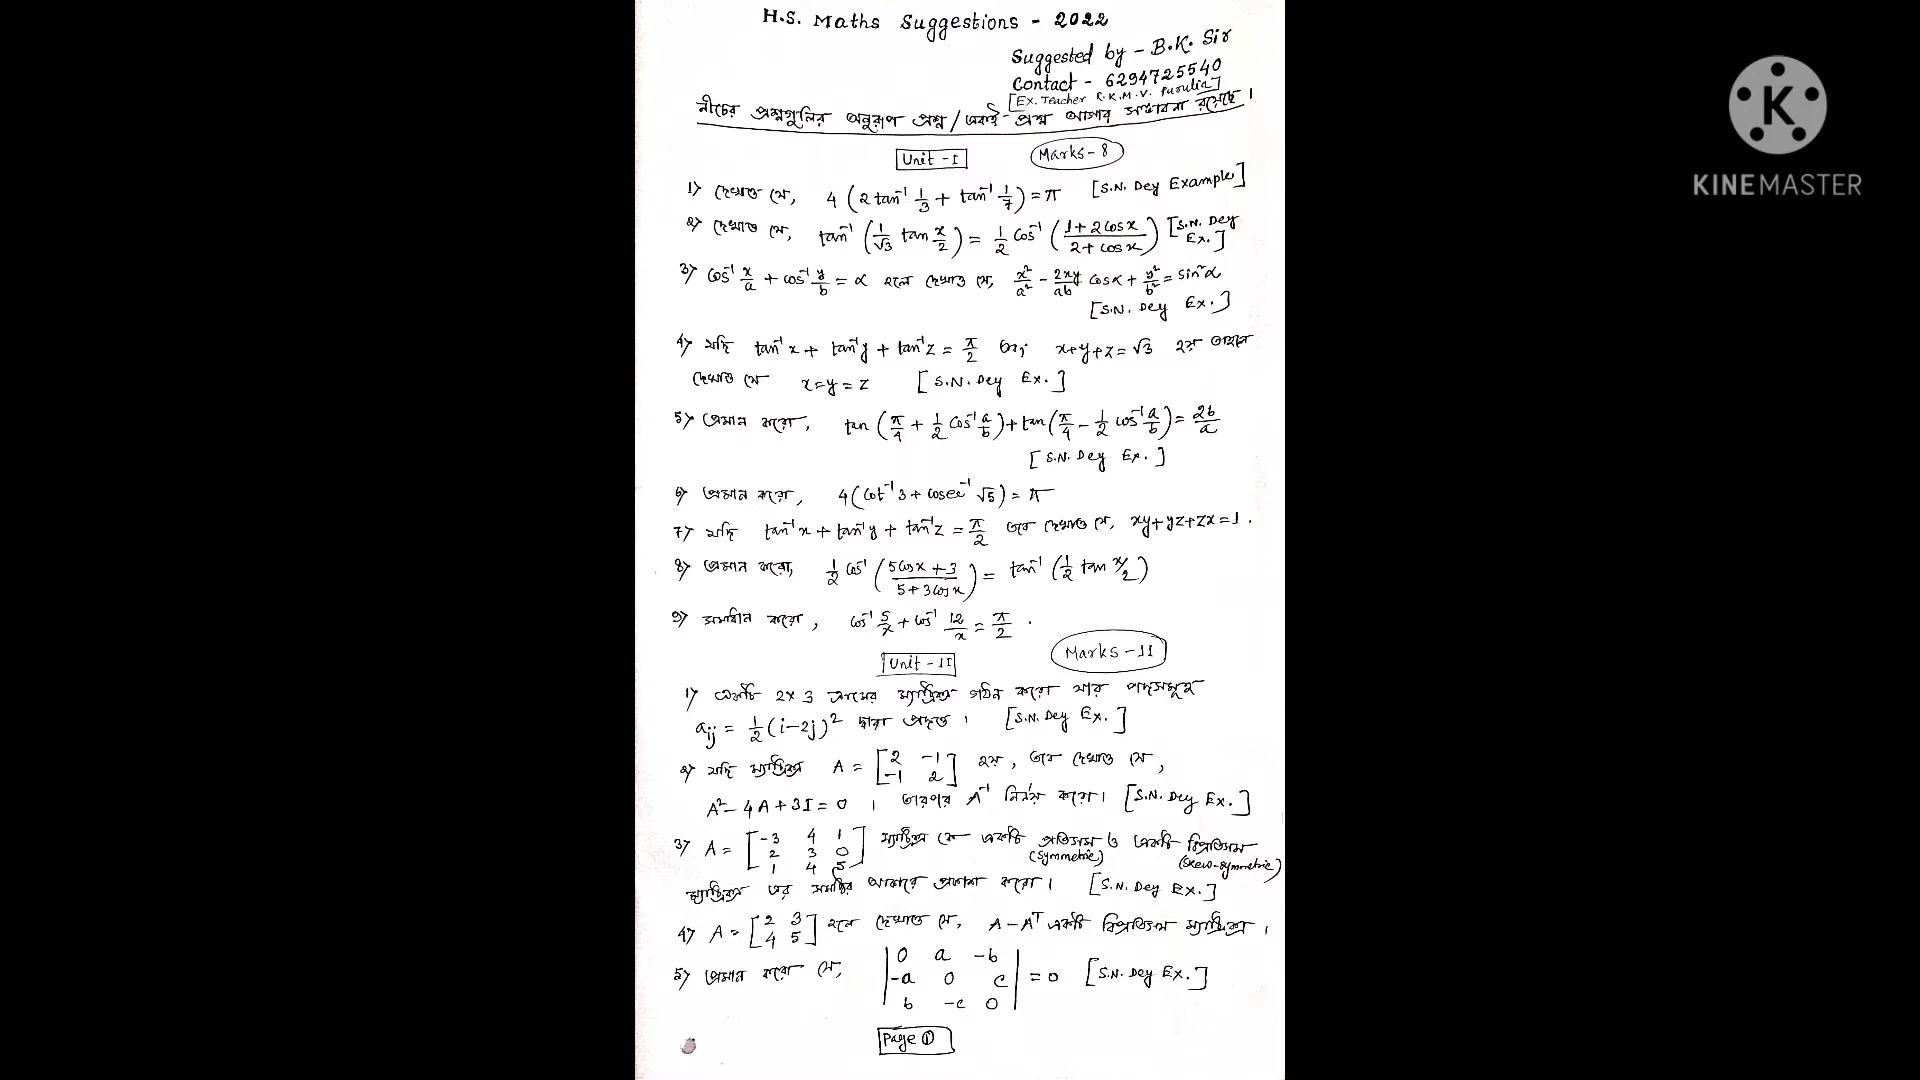 H.S. Maths Suggestions - 2022
Suggested by - B.K. Sir
Contact - 6294725540
[Ex. Teacher R.K.M.V. Purulia]
নীচের প্রশ্নগুলির অনুরূপ প্রশ্ন / একই প্রশ্ন আসার সম্ভাবনা রয়েছে।
Unit - I Marks - 8
1> দেখাও যে, 4 (2 tan⁻¹ 1/3 + tan⁻¹ 1/7) = π [S.N. Dey Example]
2> দেখাও যে, tan⁻¹ (1/√3 tan x/2) = 1/2 cos⁻¹ ((1+2cosx)/(2+cosx)) [S.N. Dey Ex.]
3> cos⁻¹ x/a + cos⁻¹ y/b = α হলে দেখাও যে, x²/a² - 2xy/ab cosα + y²/b² = sin²α
[S.N. Dey Ex.]
4> যদি tan⁻¹x + tan⁻¹y + tan⁻¹z = π/2 এবং x+y+z = √3 হয় তাহলে
দেখাও যে x=y=z [S.N. Dey Ex.]
5> প্রমান করো, tan (π/4 + 1/2 cos⁻¹ a/b) + tan (π/4 - 1/2 cos⁻¹ a/b) = 2b/a
[S.N. Dey Ex.]
6> প্রমান করো, 4(cot⁻¹3 + cosec⁻¹√5) = π
7> যদি tan⁻¹x + tan⁻¹y + tan⁻¹z = π/2 তবে দেখাও যে, xy+yz+zx=1.
8> প্রমান করো, 1/2 cos⁻¹ ((5cosx+3)/(5+3cosx)) = tan⁻¹ (1/2 tan x/2)
9> সমাধান করো, cos⁻¹ 5/x + cos⁻¹ 12/x = π/2.
Unit - II Marks - 11
1> একটি 2x3 ক্রমের ম্যাট্রিক্স গঠন করো যার পদসমূহ
aij = 1/2 (i-2j)² দ্বারা প্রদত্ত। [S.N. Dey Ex.]
2> যদি ম্যাট্রিক্স A = [2 -1
-1 2] হয়, তবে দেখাও যে,
A² - 4A + 3I = 0। তারপর A⁻¹ নির্ণয় করো। [S.N. Dey Ex.]
3> A = [-3 4 1
2 3 0
1 4 5] ম্যাট্রিক্স কে একটি প্রতিসম ও একটি বিপ্রতিসম
(Symmetric) (Skew-symmetric)
ম্যাট্রিক্স এর সমষ্টির আকারে প্রকাশ করো। [S.N. Dey Ex.]
4> A = [2 3
4 5] হলে দেখাও যে, A - Aᵀ একটি বিপ্রতিসম ম্যাট্রিক্স।
5> প্রমান করো যে, |0 a -b
-a 0 c
b -c 0| = 0 [S.N. Dey Ex.]
Page ①
K
KINEMASTER